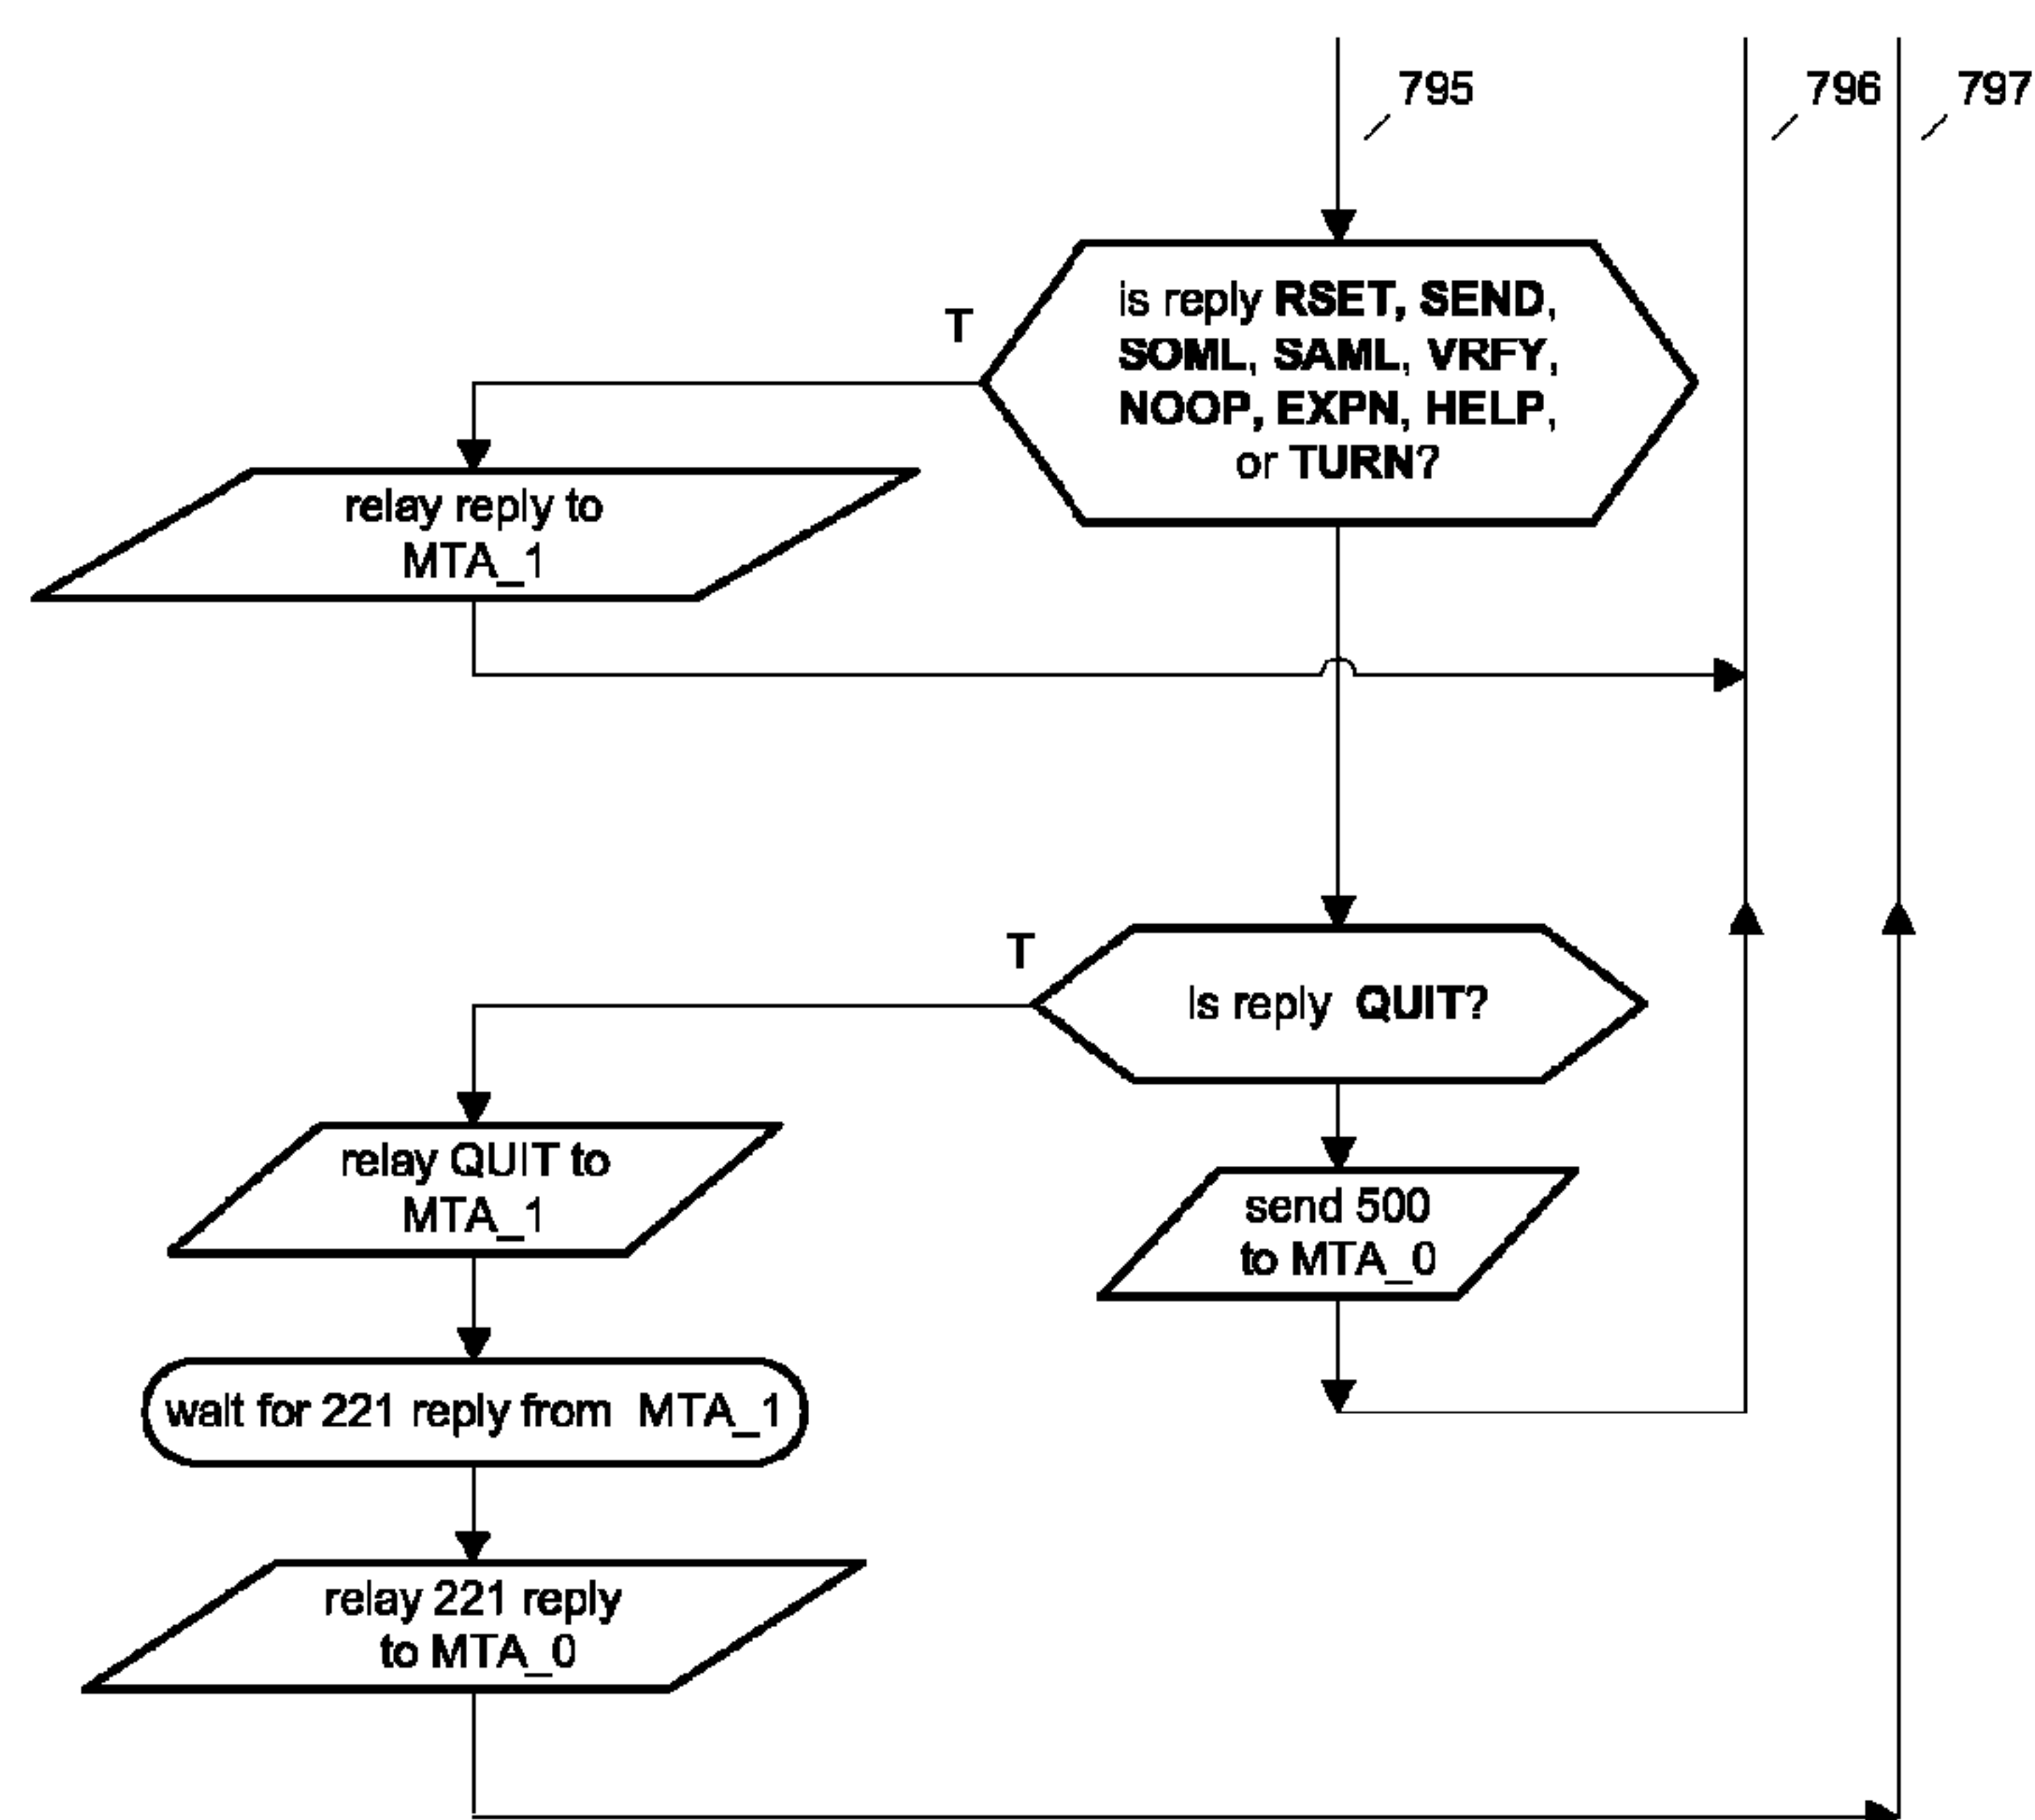 795
796
797
is reply RSET, SEND,
SOML, SAML, VRFY,
NOOP, EXPN, HELP,
or TURN?
T
relay reply to
MTA_1
T
Is reply QUIT?
relay QUIT to
MTA_1
send 500
to MTA_0
wait for 221 reply from MTA_1
relay 221 reply
to MTA_0